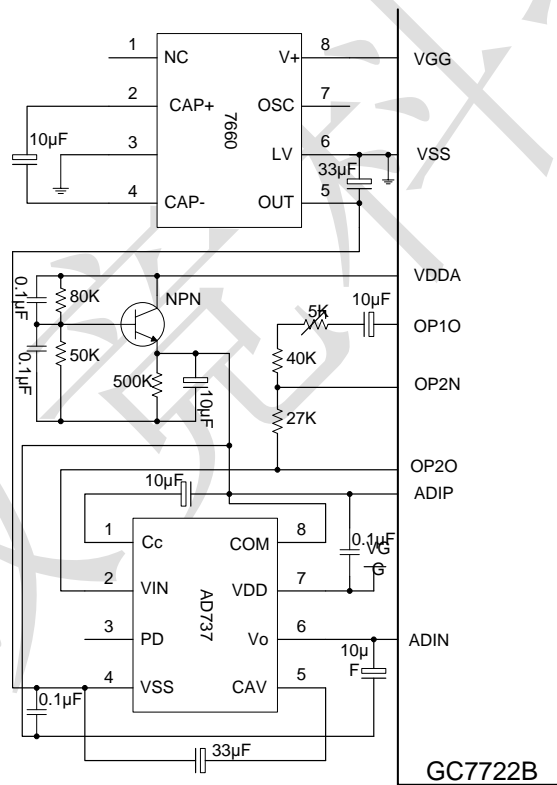 1 NC V+ 8 VGG
2 CAP+ OSC 7
10µF 7660
3 LV 6 VSS
33µF
4 CAP- OUT 5
VDDA
0.1µF 80K NPN 5K 10µF OP1O
0.1µF 50K 40K
500K 10µF OP2N
27K
OP2O
10µF ADIP
1 Cc COM 8
0.1µF
VG
G
2 VIN AD737 VDD 7
3 PD Vo 6 ADIN
10µ
F
4 VSS CAV 5
0.1µF
33µF
GC7722B